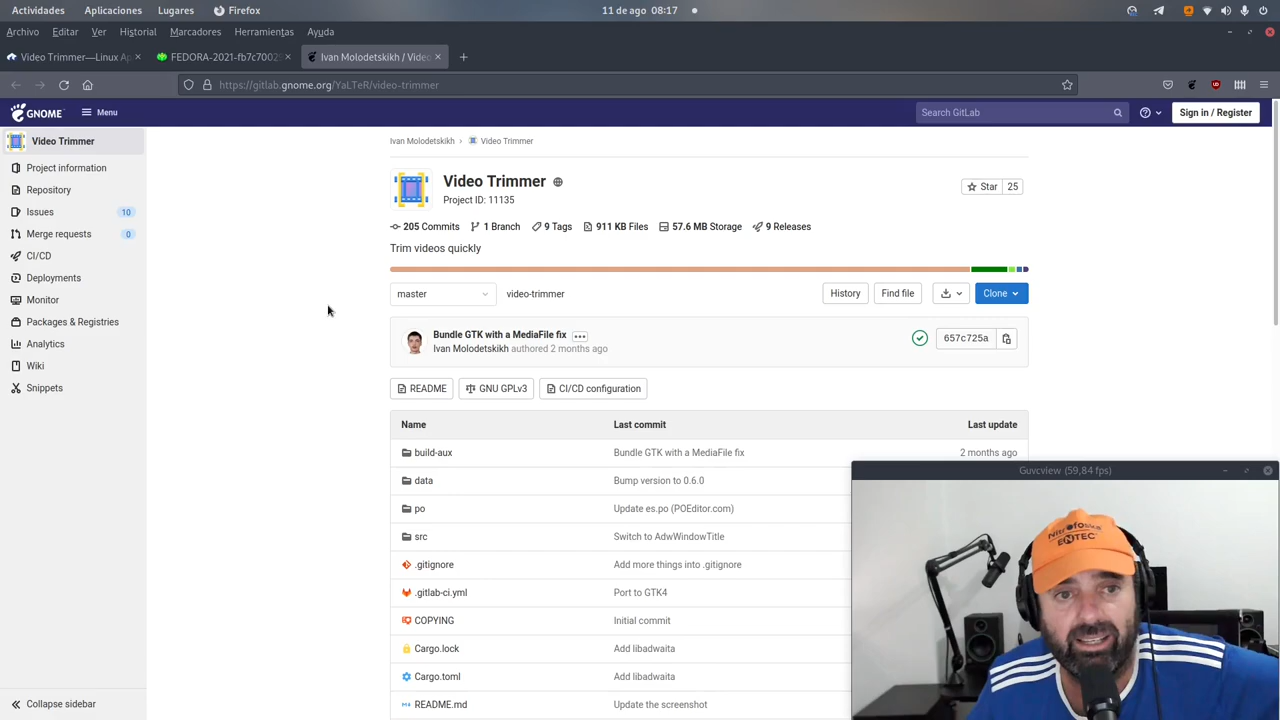 Actividades Aplicaciones Lugares Firefox 11 de ago 08:17
Archivo Editar Ver Historial Marcadores Herramientas Ayuda
Video Trimmer—Linux Ap × FEDORA-2021-fb7c70029 × Ivan Molodetskikh / Video × +
https://gitlab.gnome.org/YaLTeR/video-trimmer
GNOME Menu Search GitLab Sign in / Register
Video Trimmer
Project information
Repository
Issues 10
Merge requests 0
CI/CD
Deployments
Monitor
Packages & Registries
Analytics
Wiki
Snippets
Collapse sidebar
Ivan Molodetskikh › Video Trimmer
Video Trimmer
Project ID: 11135
Star 25
205 Commits 1 Branch 9 Tags 911 KB Files 57.6 MB Storage 9 Releases
Trim videos quickly
master video-trimmer History Find file Clone
Bundle GTK with a MediaFile fix
Ivan Molodetskikh authored 2 months ago
657c725a
README GNU GPLv3 CI/CD configuration
Name Last commit Last update
build-aux Bundle GTK with a MediaFile fix 2 months ago
data Bump version to 0.6.0
po Update es.po (POEditor.com)
src Switch to AdwWindowTitle
.gitignore Add more things into .gitignore
.gitlab-ci.yml Port to GTK4
COPYING Initial commit
Cargo.lock Add libadwaita
Cargo.toml Add libadwaita
README.md Update the screenshot
Guvcview (59,84 fps)
ENTEC